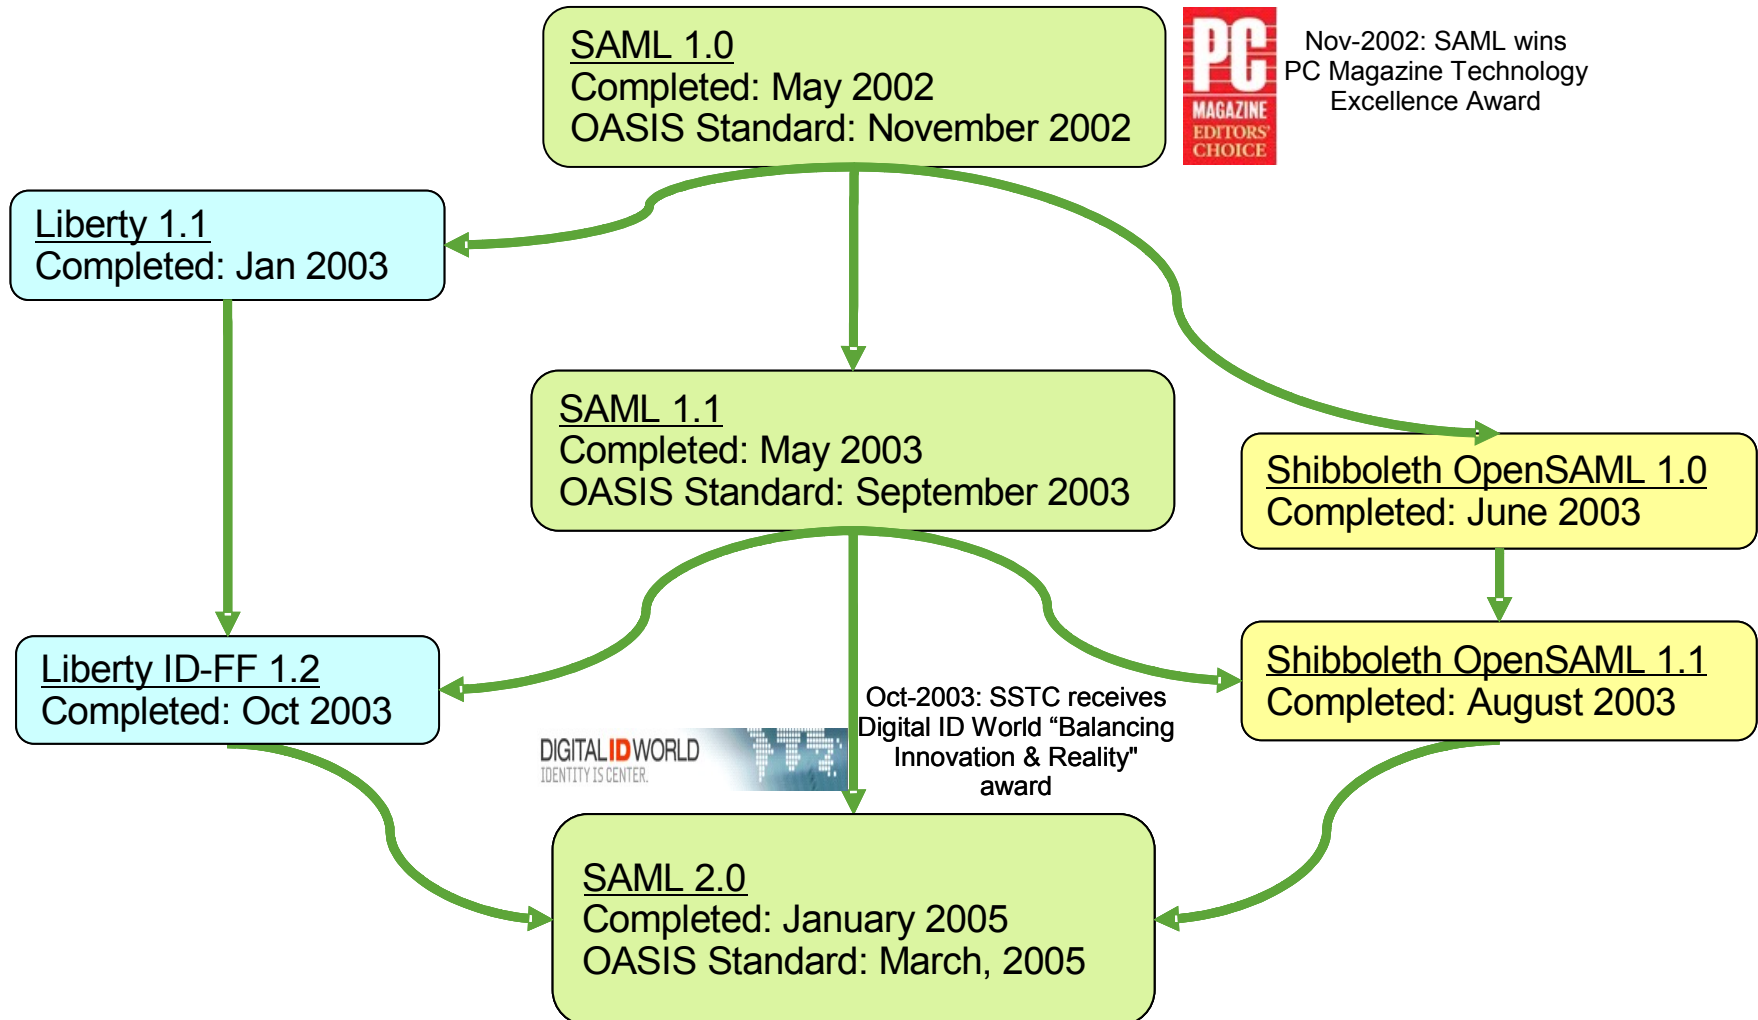 SAML 1.0
Completed: May 2002
OASIS Standard: November 2002
PC
MAGAZINE
EDITORS'
CHOICE
Nov-2002: SAML wins
PC Magazine Technology
Excellence Award
Liberty 1.1
Completed: Jan 2003
SAML 1.1
Completed: May 2003
OASIS Standard: September 2003
Shibboleth OpenSAML 1.0
Completed: June 2003
Liberty ID-FF 1.2
Completed: Oct 2003
Shibboleth OpenSAML 1.1
Completed: August 2003
DIGITALIDWORLD
IDENTITY IS CENTER.
Oct-2003: SSTC receives
Digital ID World “Balancing
Innovation & Reality"
award
SAML 2.0
Completed: January 2005
OASIS Standard: March, 2005